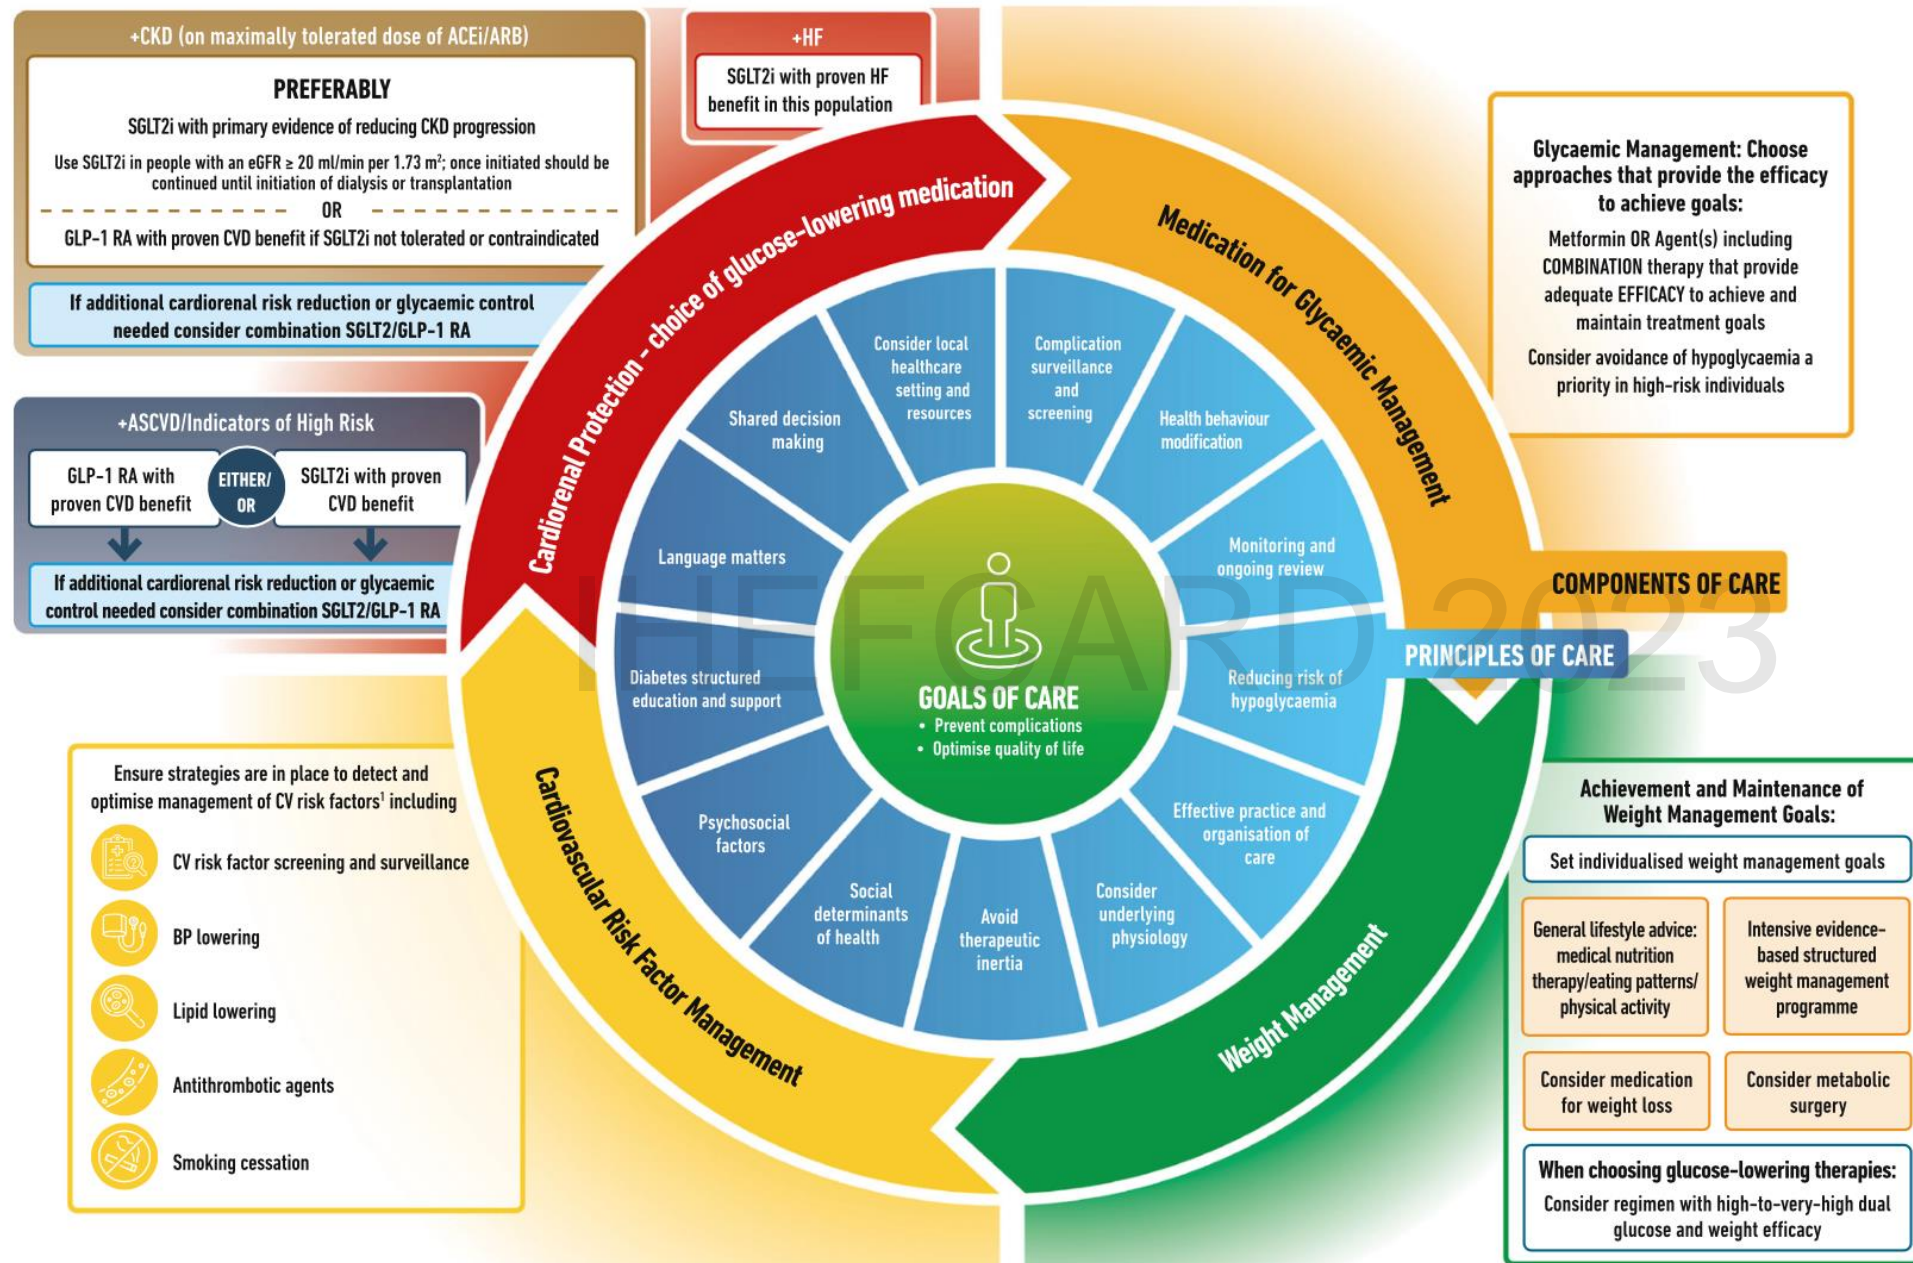 +CKD (on maximally tolerated dose of ACEi/ARB)
PREFERABLY
SGLT2i with primary evidence of reducing CKD progression
Use SGLT2i in people with an eGFR ≥ 20 ml/min per 1.73 m²; once initiated should be
continued until initiation of dialysis or transplantation
OR
GLP-1 RA with proven CVD benefit if SGLT2i not tolerated or contraindicated
If additional cardiorenal risk reduction or glycaemic control
needed consider combination SGLT2/GLP-1 RA
+HF
SGLT2i with proven HF
benefit in this population
+ASCVD/Indicators of High Risk
GLP-1 RA with
proven CVD benefit
EITHER/
OR
SGLT2i with proven
CVD benefit
If additional cardiorenal risk reduction or glycaemic
control needed consider combination SGLT2/GLP-1 RA
Ensure strategies are in place to detect and
optimise management of CV risk factors¹ including
CV risk factor screening and surveillance
BP lowering
Lipid lowering
Antithrombotic agents
Smoking cessation
Cardiorenal Protection - choice of glucose-lowering medication
Medication for Glycaemic Management
Weight Management
Cardiovascular Risk Factor Management
Consider local
healthcare
setting and
resources
Complication
surveillance
and
screening
Health behaviour
modification
Monitoring and
ongoing review
Reducing risk of
hypoglycaemia
Effective practice and
organisation of
care
Consider
underlying
physiology
Avoid
therapeutic
inertia
Social
determinants
of health
Psychosocial
factors
Diabetes structured
education and support
Language matters
Shared decision
making
GOALS OF CARE
• Prevent complications
• Optimise quality of life
Glycaemic Management: Choose
approaches that provide the efficacy
to achieve goals:
Metformin OR Agent(s) including
COMBINATION therapy that provide
adequate EFFICACY to achieve and
maintain treatment goals
Consider avoidance of hypoglycaemia a
priority in high-risk individuals
COMPONENTS OF CARE
PRINCIPLES OF CARE
IHEFCARD 2023
Achievement and Maintenance of
Weight Management Goals:
Set individualised weight management goals
General lifestyle advice:
medical nutrition
therapy/eating patterns/
physical activity
Intensive evidence-
based structured
weight management
programme
Consider medication
for weight loss
Consider metabolic
surgery
When choosing glucose-lowering therapies:
Consider regimen with high-to-very-high dual
glucose and weight efficacy